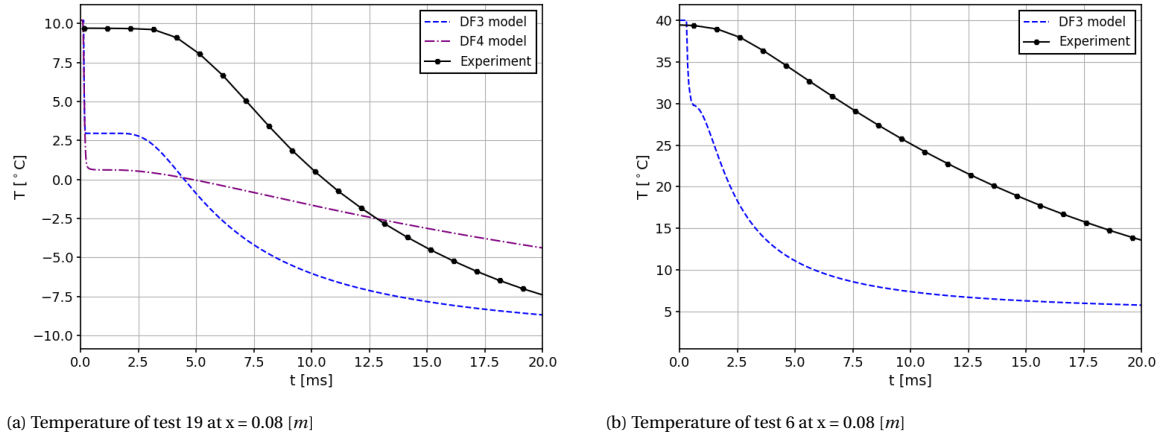 10.0
7.5
5.0
2.5
0.0
−2.5
−5.0
−7.5
−10.0
T [ ° C]
0.0 2.5 5.0 7.5 10.0 12.5 15.0 17.5 20.0
t [ms]
DF3 model
DF4 model
Experiment
(a) Temperature of test 19 at x = 0.08 [m]
40
35
30
25
20
15
10
5
T [ ° C]
0.0 2.5 5.0 7.5 10.0 12.5 15.0 17.5 20.0
t [ms]
DF3 model
Experiment
(b) Temperature of test 6 at x = 0.08 [m]